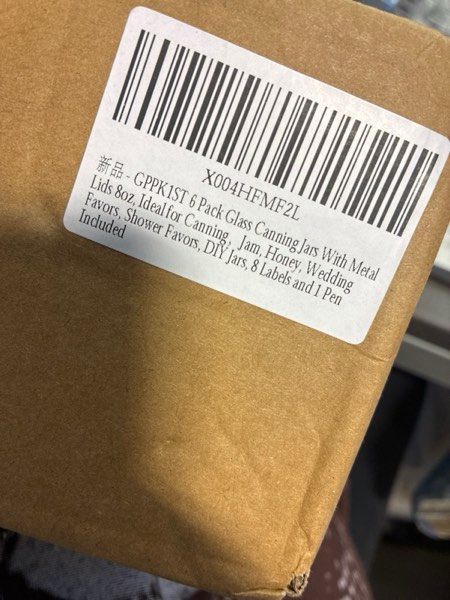 X004HFMF2L
新品 - GPPK1ST 6 Pack Glass Canning Jars With Metal
Lids 8oz, Ideal for Canning, Jam, Honey, Wedding
Favors, Shower Favors, DIY Jars, 8 Labels and 1 Pen
Included